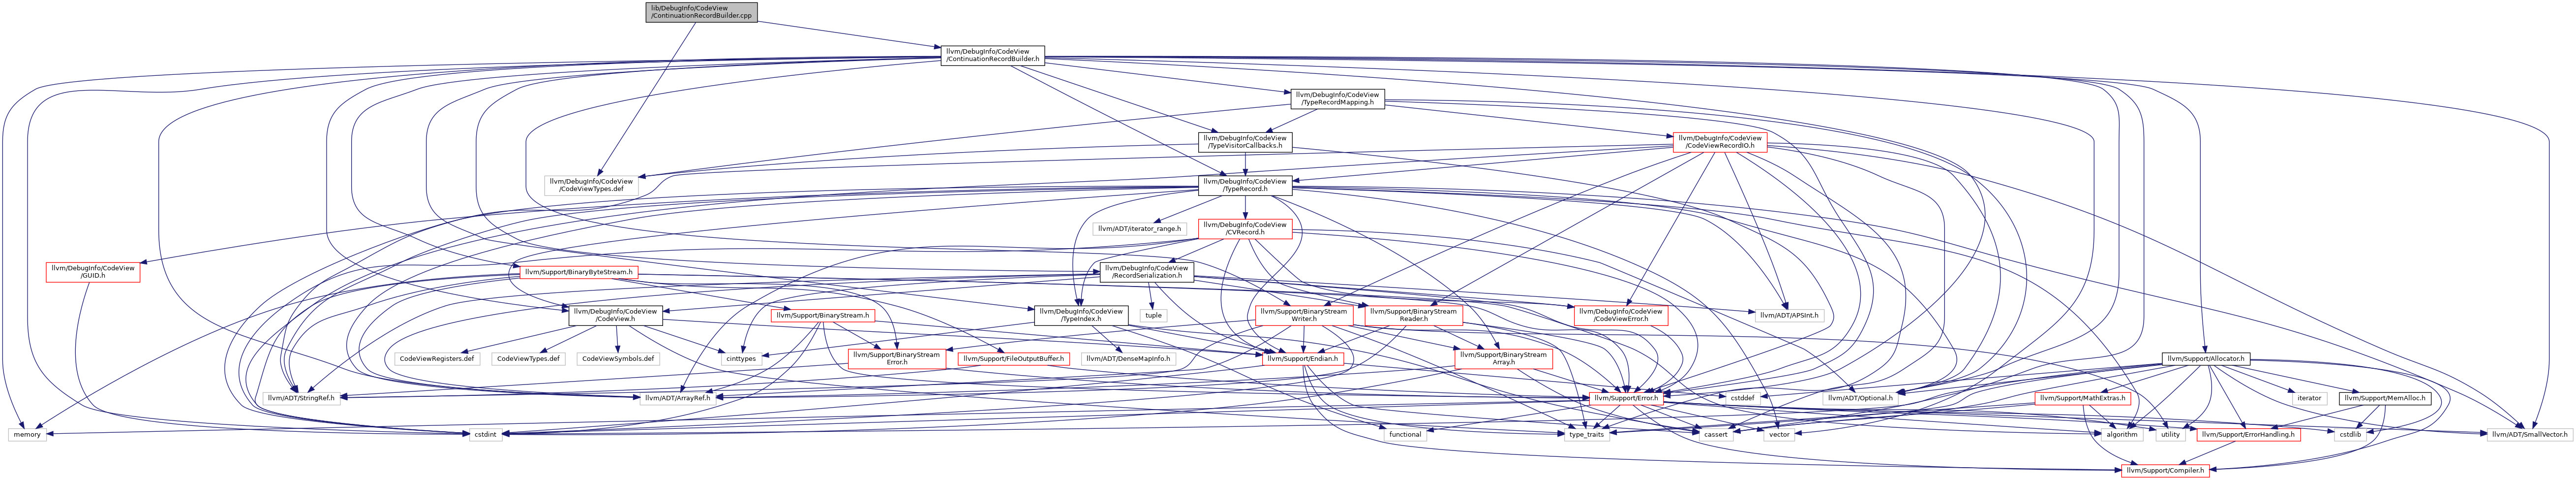 lib/DebugInfo/CodeView
/ContinuationRecordBuilder.cpp
llvm/DebugInfo/CodeView
/ContinuationRecordBuilder.h
llvm/DebugInfo/CodeView
/TypeRecordMapping.h
llvm/DebugInfo/CodeView
/TypeVisitorCallbacks.h
llvm/DebugInfo/CodeView
/CodeViewRecordIO.h
llvm/DebugInfo/CodeView
/CodeViewTypes.def
llvm/DebugInfo/CodeView
/TypeRecord.h
llvm/ADT/iterator_range.h
llvm/DebugInfo/CodeView
/CVRecord.h
llvm/DebugInfo/CodeView
/GUID.h
llvm/Support/BinaryByteStream.h
llvm/DebugInfo/CodeView
/RecordSerialization.h
llvm/DebugInfo/CodeView
/CodeView.h
llvm/Support/BinaryStream.h
tuple
llvm/DebugInfo/CodeView
/TypeIndex.h
llvm/Support/BinaryStream
Writer.h
llvm/Support/BinaryStream
Reader.h
llvm/DebugInfo/CodeView
/CodeViewError.h
llvm/ADT/APSInt.h
CodeViewRegisters.def
CodeViewTypes.def
CodeViewSymbols.def
cinttypes
llvm/Support/BinaryStream
Error.h
llvm/Support/FileOutputBuffer.h
llvm/ADT/DenseMapInfo.h
llvm/Support/Endian.h
llvm/Support/BinaryStream
Array.h
llvm/Support/Allocator.h
llvm/ADT/StringRef.h
llvm/ADT/ArrayRef.h
llvm/Support/Error.h
cstddef
llvm/ADT/Optional.h
llvm/Support/MathExtras.h
iterator
llvm/Support/MemAlloc.h
memory
cstdint
functional
type_traits
cassert
vector
algorithm
utility
llvm/Support/ErrorHandling.h
cstdlib
llvm/ADT/SmallVector.h
llvm/Support/Compiler.h